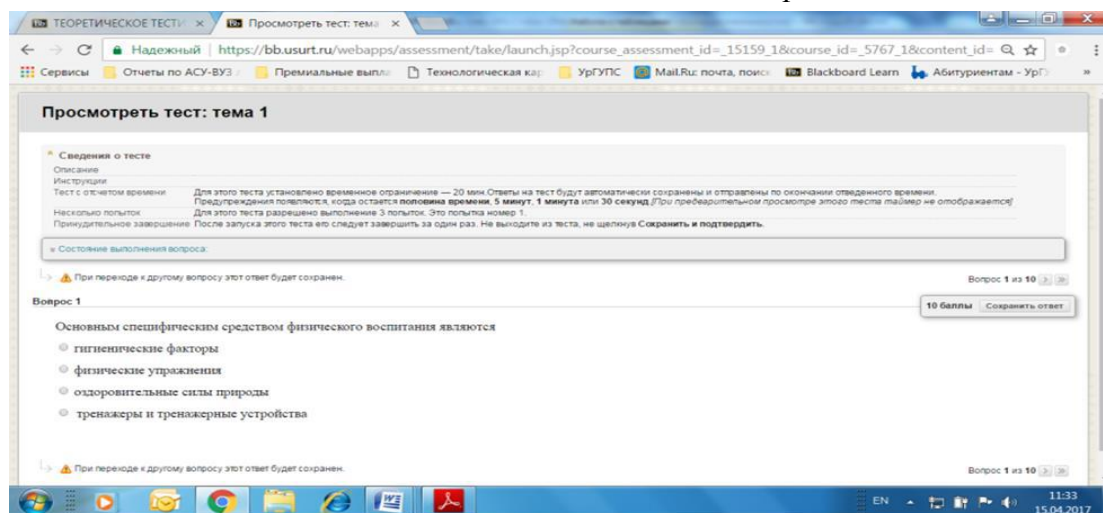 ТЕОРЕТИЧЕСКОЕ ТЕСТИ
Просмотреть тест: тема
Надежный | https://bb.usurt.ru/webapps/assessment/take/launch.jsp?course_assessment_id=_15159_1&course_id=_5767_1&content_id=
Сервисы Отчеты по АСУ-ВУЗ Премиальные выпла Технологическая кар УрГУПС Mail.Ru: почта, поиск Blackboard Learn Абитуриентам - УрГ »
Просмотреть тест: тема 1
Сведения о тесте
Описание
Инструкции
Тест с отсчетом времени Для этого теста установлено временное ограничение — 20 мин.Ответы на тест будут автоматически сохранены и отправлены по окончании отведенного времени.
Предупреждения появляются, когда остается половина времени, 5 минут, 1 минута или 30 секунд.[При предварительном просмотре этого теста таймер не отображается]
Несколько попыток Для этого теста разрешено выполнение 3 попыток. Это попытка номер 1.
Принудительное завершение После запуска этого теста его следует завершить за один раз. Не выходите из теста, не щелкнув Сохранить и подтвердить.
Состояние выполнения вопроса:
При переходе к другому вопросу этот ответ будет сохранен. Вопрос 1 из 10
Вопрос 1
10 баллы Сохранить ответ
Основным специфическим средством физического воспитания являются
гигиенические факторы
физические упражнения
оздоровительные силы природы
тренажеры и тренажерные устройства
При переходе к другому вопросу этот ответ будет сохранен. Вопрос 1 из 10
EN 11:33
15.04.2017